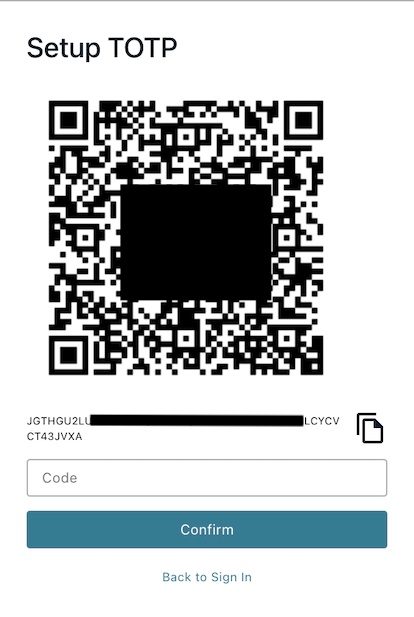 Setup TOTP
JGTHGU2LU LCYCV
CT43JVXA
Code
Confirm
Back to Sign In